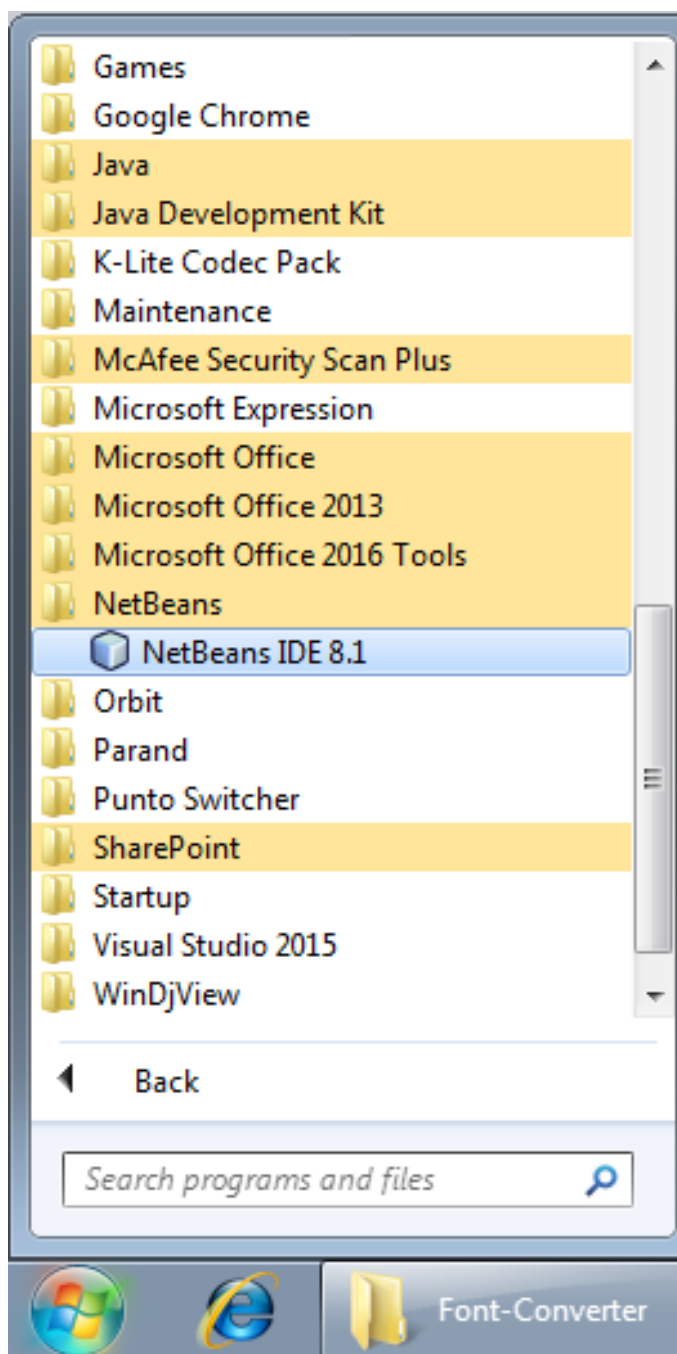 Games
Google Chrome
Java
Java Development Kit
K-Lite Codec Pack
Maintenance
McAfee Security Scan Plus
Microsoft Expression
Microsoft Office
Microsoft Office 2013
Microsoft Office 2016 Tools
NetBeans
NetBeans IDE 8.1
Orbit
Parand
Punto Switcher
SharePoint
Startup
Visual Studio 2015
WinDjView
Back
Search programs and files
Font-Converter